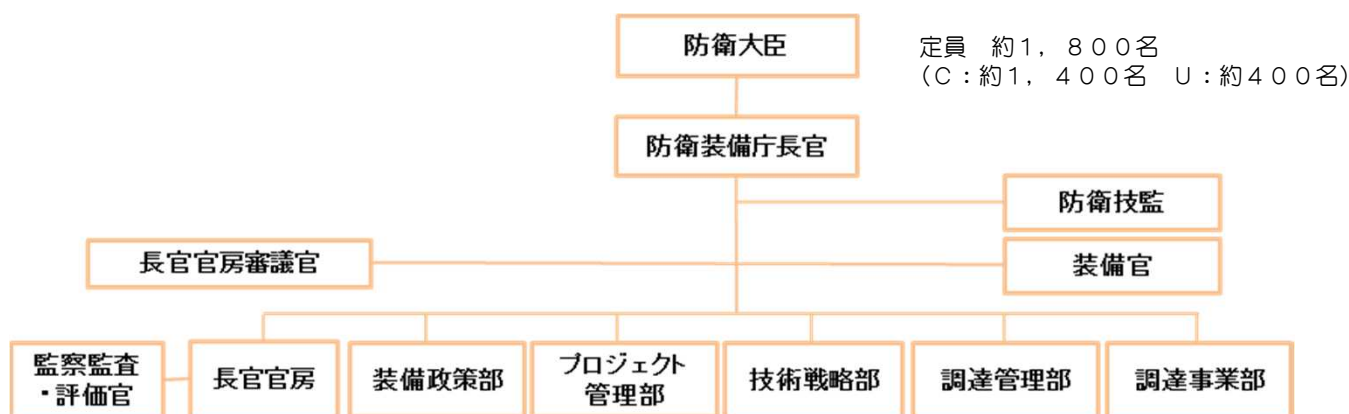 防衛大臣
定員　約１，８００名
（C：約１，４００名　U：約４００名）
防衛装備庁長官
防衛技監
長官官房審議官
装備官
監察監査
・評価官
長官官房
装備政策部
プロジェクト
管理部
技術戦略部
調達管理部
調達事業部